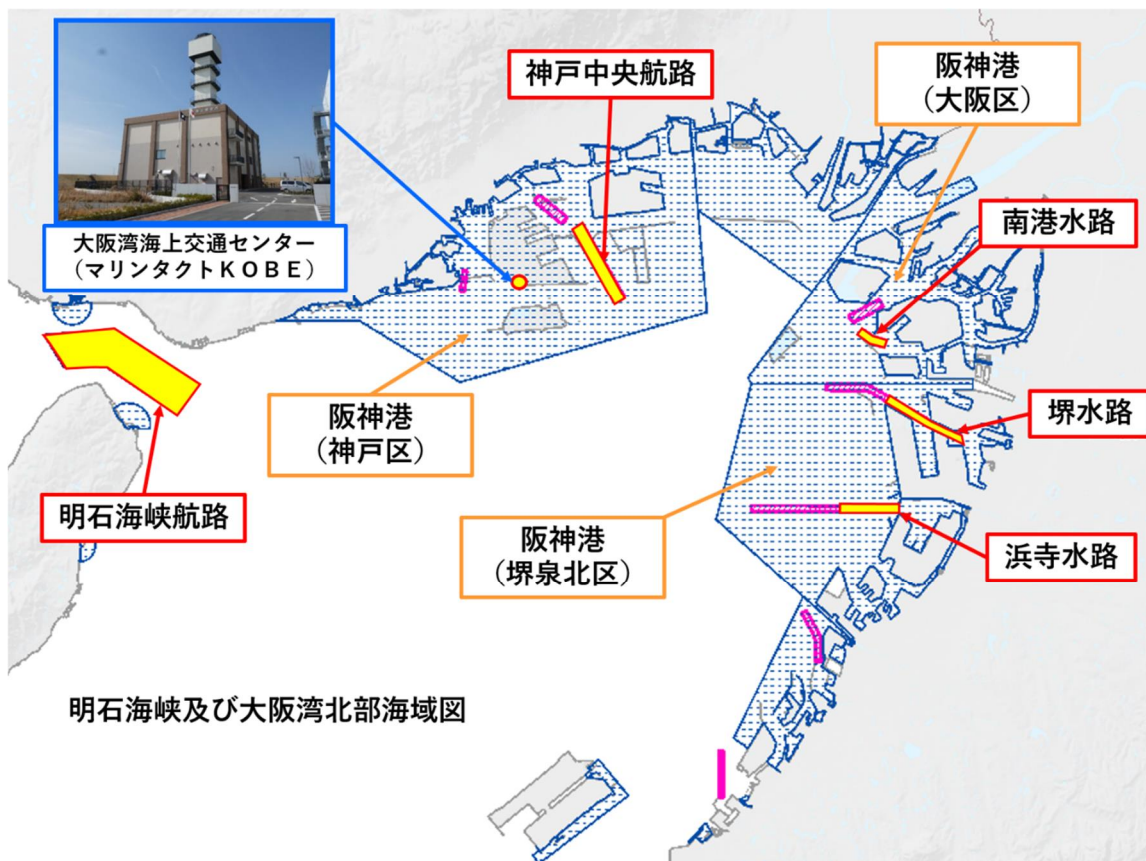 神戸中央航路
阪神港
（大阪区）
大阪湾海上交通センター
（マリンタクトＫＯＢＥ）
南港水路
阪神港
（神戸区）
堺水路
明石海峡航路
阪神港
（堺泉北区）
浜寺水路
明石海峡及び大阪湾北部海域図